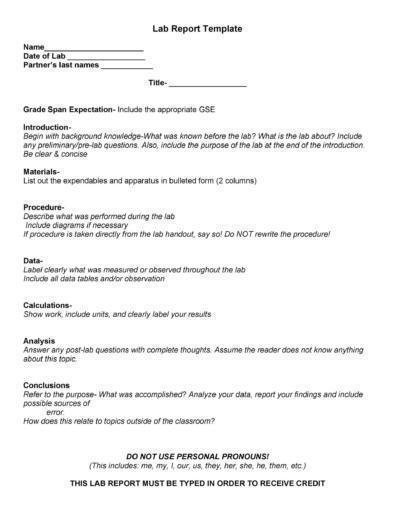 Lab Report Template
Name_______________________
Date of Lab __________________
Partner's last names ____________
Title- __________________
Grade Span Expectation- Include the appropriate GSE
Introduction-
Begin with background knowledge-What was known before the lab? What is the lab about? Include
any preliminary/pre-lab questions. Also, include the purpose of the lab at the end of the introduction.
Be clear & concise
Materials-
List out the expendables and apparatus in bulleted form (2 columns)
Procedure-
Describe what was performed during the lab
Include diagrams if necessary
If procedure is taken directly from the lab handout, say so! Do NOT rewrite the procedure!
Data-
Label clearly what was measured or observed throughout the lab
Include all data tables and/or observation
Calculations-
Show work, include units, and clearly label your results
Analysis
Answer any post-lab questions with complete thoughts. Assume the reader does not know anything
about this topic.
Conclusions
Refer to the purpose- What was accomplished? Analyze your data, report your findings and include
possible sources of
error.
How does this relate to topics outside of the classroom?
DO NOT USE PERSONAL PRONOUNS!
(This includes: me, my, I, our, us, they, her, she, he, them, etc.)
THIS LAB REPORT MUST BE TYPED IN ORDER TO RECEIVE CREDIT